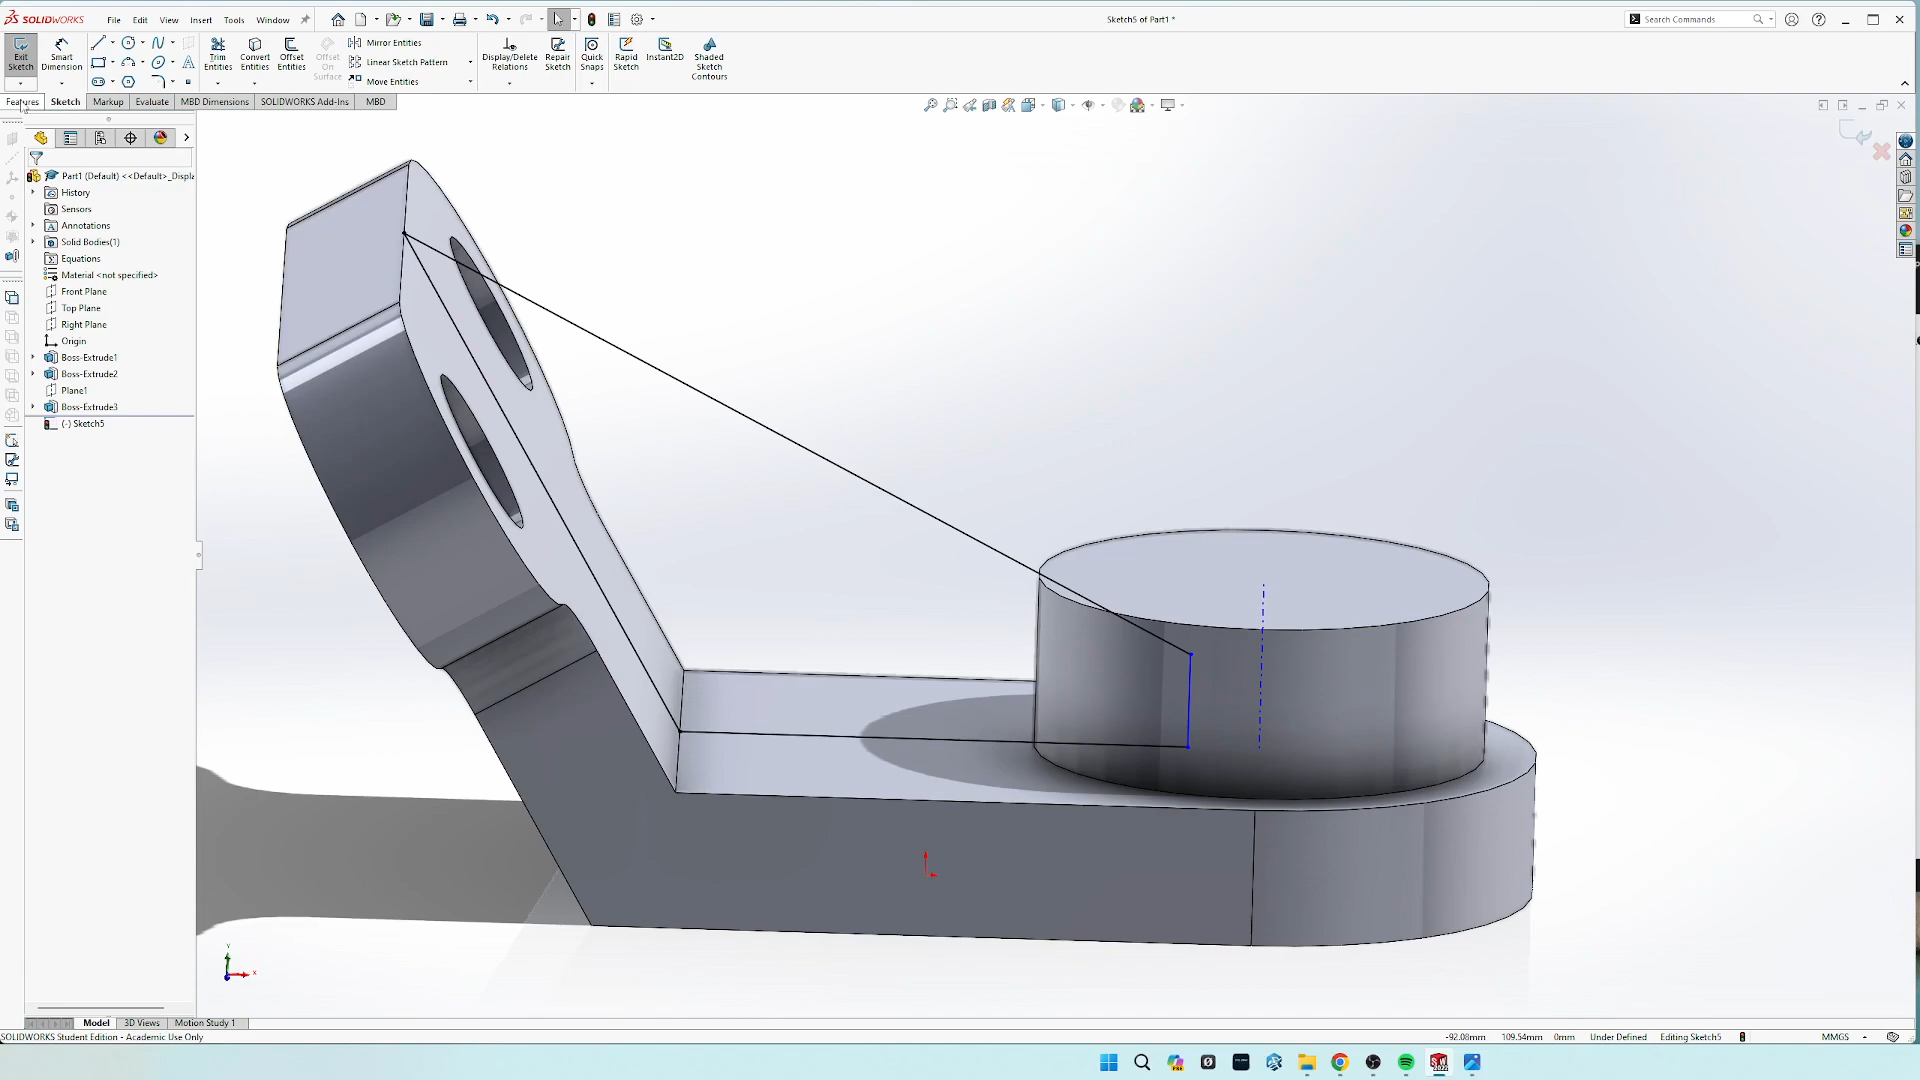 SOLIDWORKS File Edit View Insert Tools Window Sketch5 of Part1 * Search Commands
Exit Sketch Smart Dimension Trim Entities Convert Entities Offset Entities Offset On Surface Mirror Entities Linear Sketch Pattern Move Entities Display/Delete Relations Repair Sketch Quick Snaps Rapid Sketch Instant2D Shaded Sketch Contours
Features Sketch Markup Evaluate MBD Dimensions SOLIDWORKS Add-Ins MBD
Part1 (Default) <<Default>_Displa
History
Sensors
Annotations
Solid Bodies(1)
Equations
Material <not specified>
Front Plane
Top Plane
Right Plane
Origin
Boss-Extrude1
Boss-Extrude2
Plane1
Boss-Extrude3
(-) Sketch5
Y
X
Model 3D Views Motion Study 1
SOLIDWORKS Student Edition - Academic Use Only -92.08mm 109.54mm 0mm Under Defined Editing Sketch5 MMGS